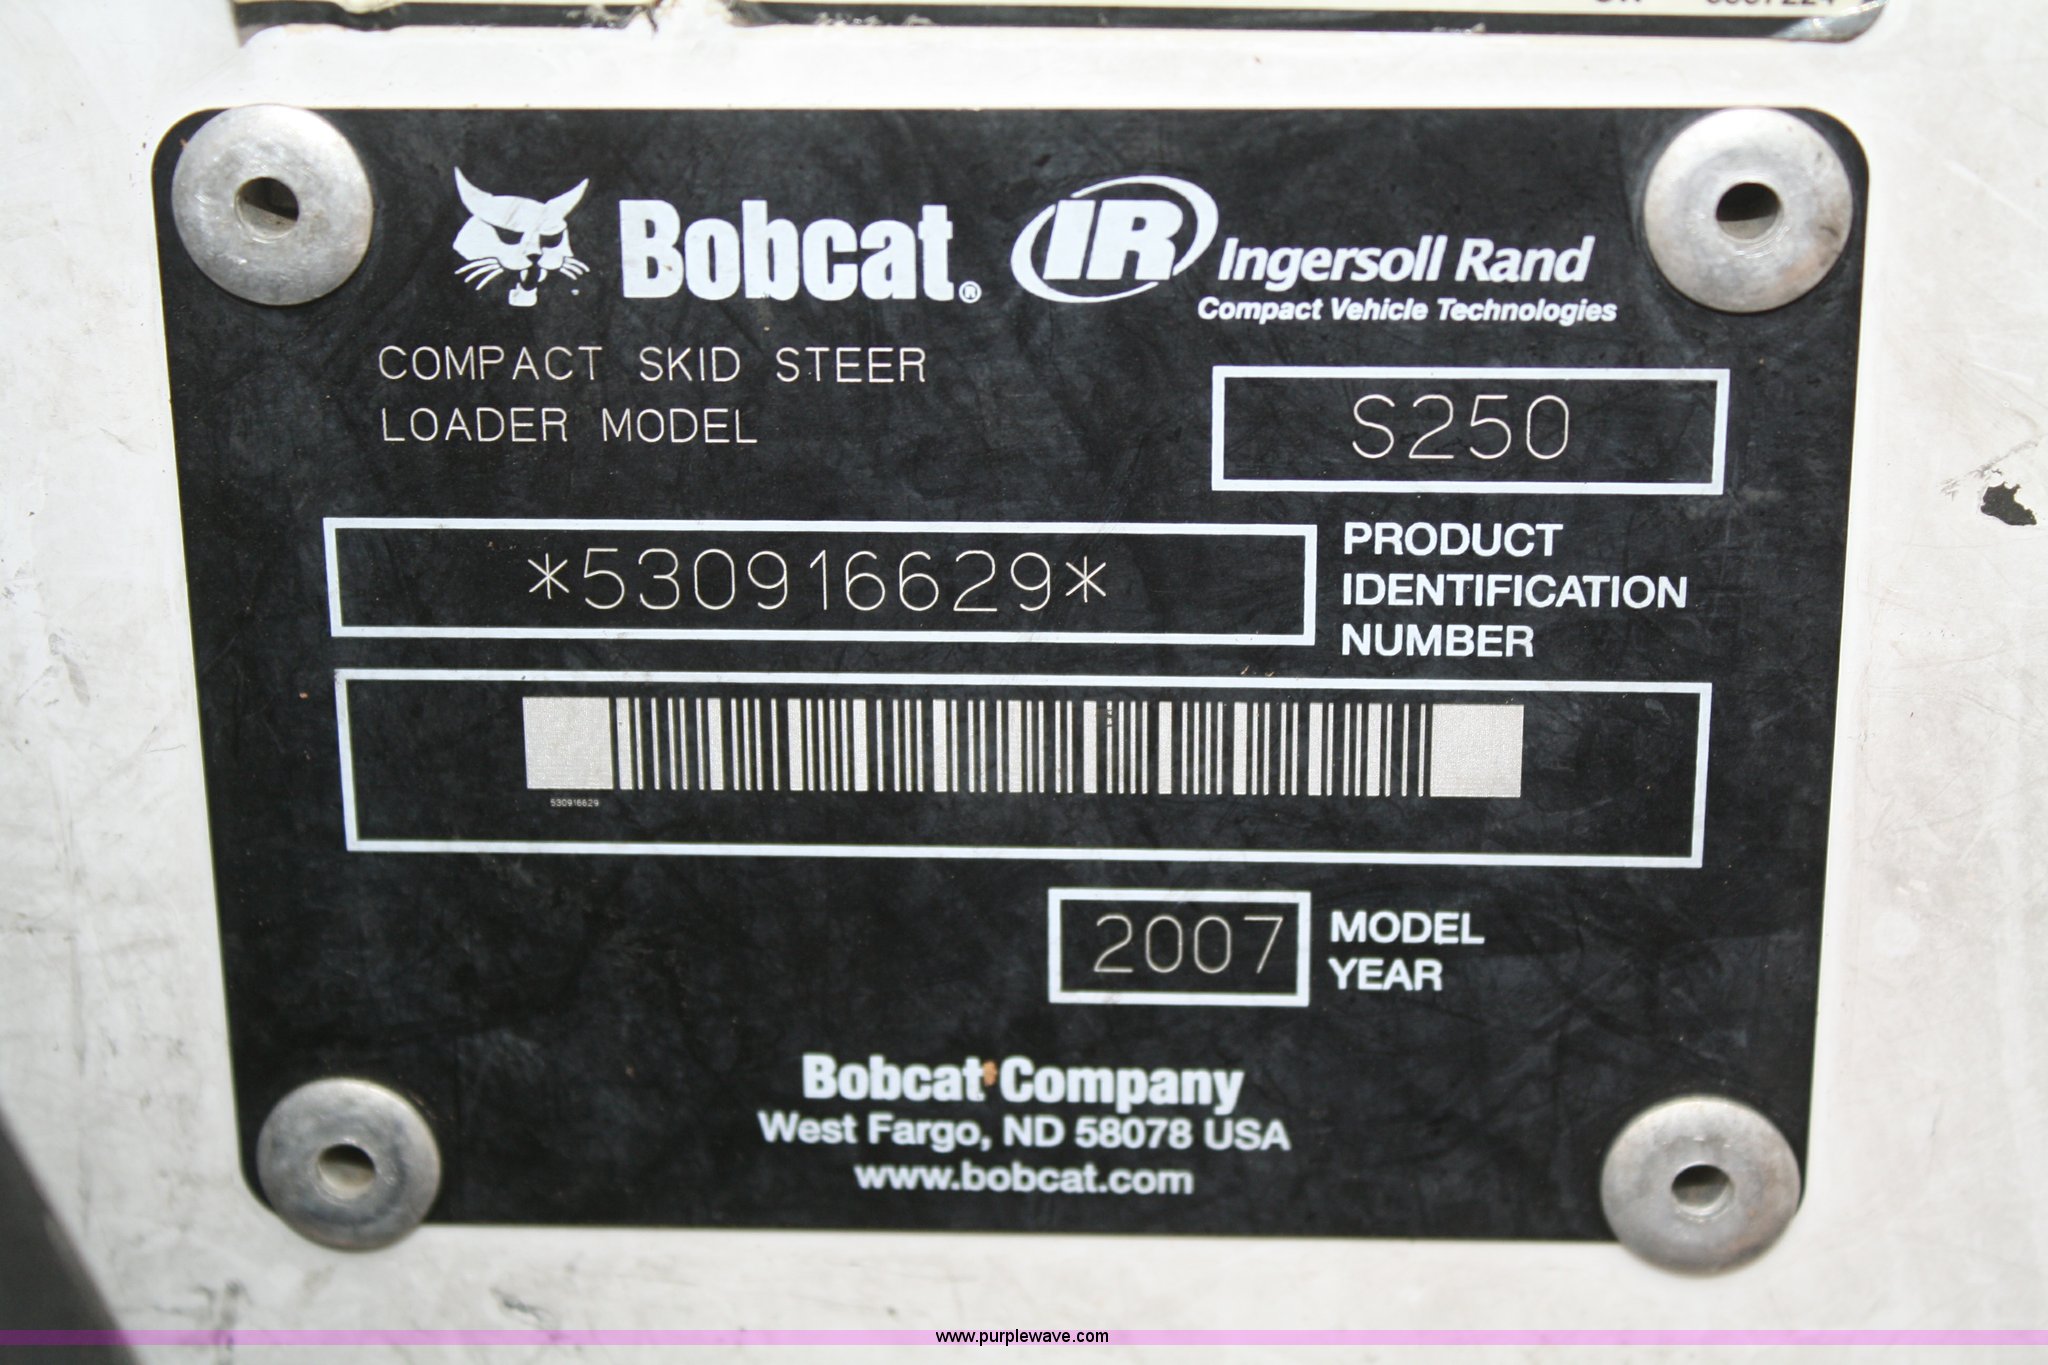 Bobcat® IR Ingersoll Rand
Compact Vehicle Technologies
COMPACT SKID STEER
LOADER MODEL
S250
*530916629*
PRODUCT
IDENTIFICATION
NUMBER
530916629
2007
MODEL
YEAR
Bobcat Company
West Fargo, ND 58078 USA
www.bobcat.com
www.purplewave.com